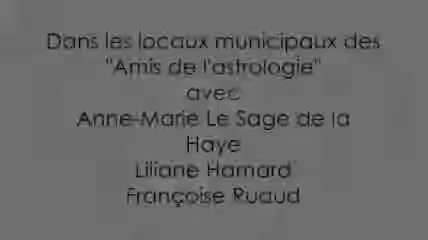 Dans les locaux municipaux des
"Amis de l'astrologie"
avec
Anne-Marie Le Sage de la
Haye
Liliane Hamard
Françoise Ruaud